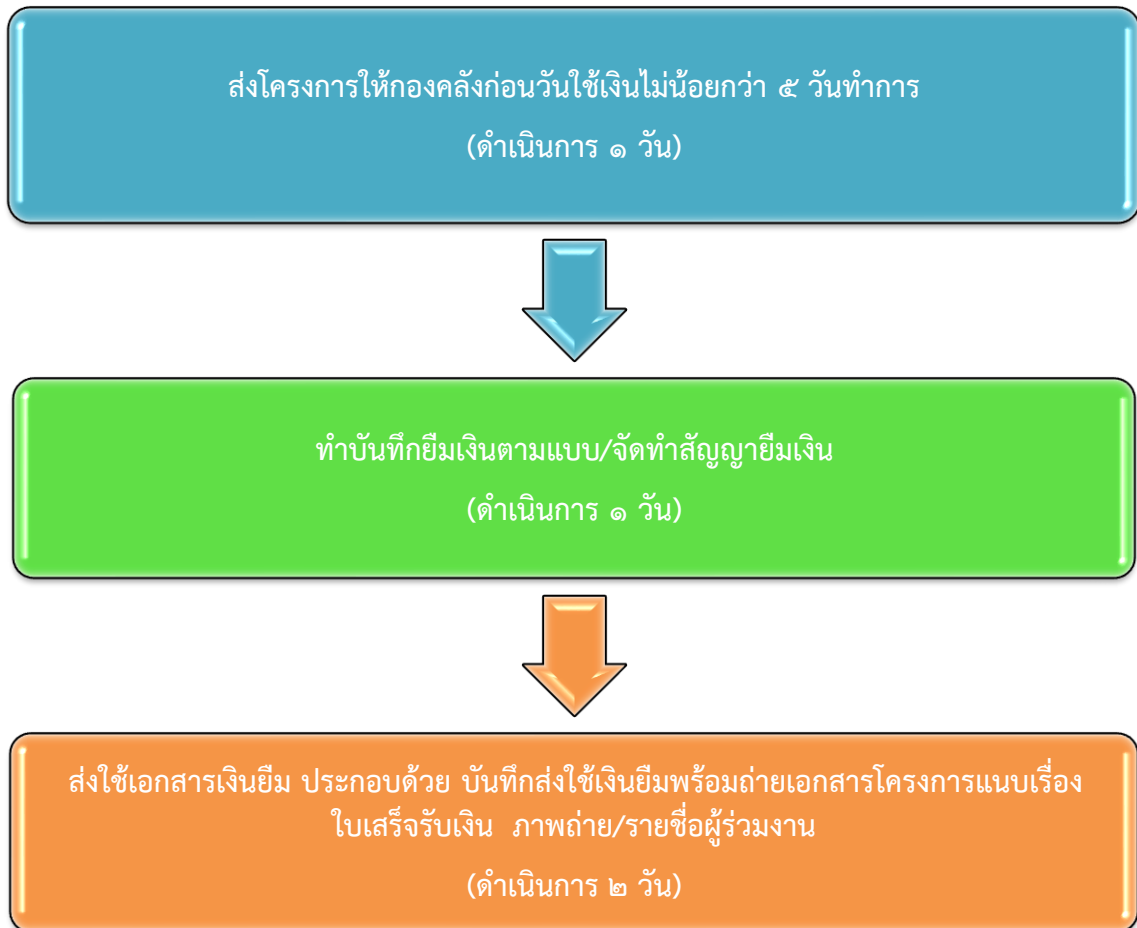 ส่งโครงการให้กองคลังก่อนวันใช้เงินไม่น้อยกว่า ๕ วันทำการ
(ดำเนินการ ๑ วัน)
ทำบันทึกยืมเงินตามแบบ/จัดทำสัญญายืมเงิน
(ดำเนินการ ๑ วัน)
ส่งใช้เอกสารเงินยืม ประกอบด้วย บันทึกส่งใช้เงินยืมพร้อมถ่ายเอกสารโครงการแนบเรื่อง
ใบเสร็จรับเงิน ภาพถ่าย/รายชื่อผู้ร่วมงาน
(ดำเนินการ ๒ วัน)